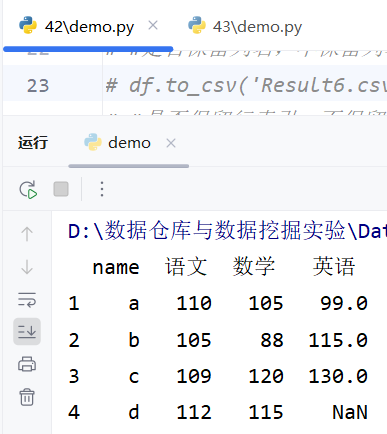 42\demo.py 43\demo.py
23 # df.to_csv('Result6.csv
运行 demo
D:\数据仓库与数据挖掘实验\Dat
name 语文 数学 英语
1 a 110 105 99.0
2 b 105 88 115.0
3 c 109 120 130.0
4 d 112 115 NaN